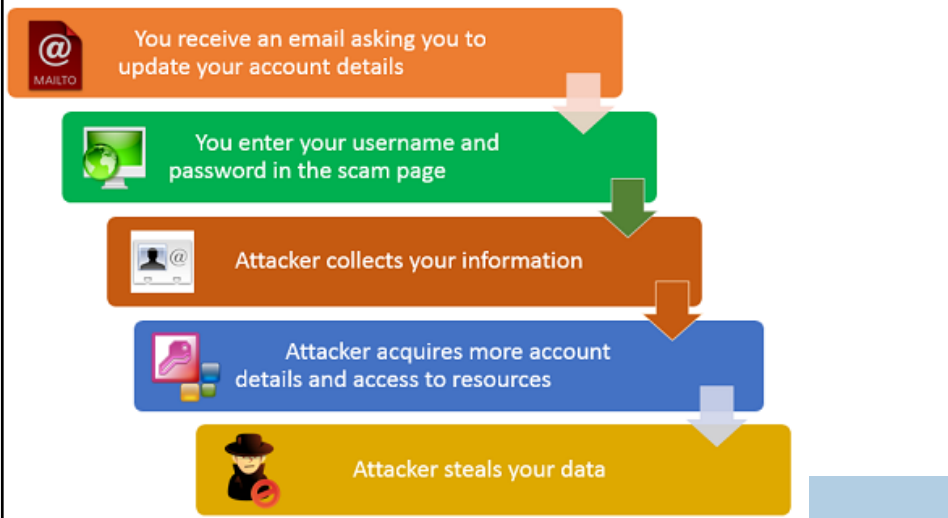 You receive an email asking you to
@
MAILTO
update your account details
You enter your username and
password in the scam page
@
Attacker collects your information
Attacker acquires more account
details and access to resources
Attacker steals your data